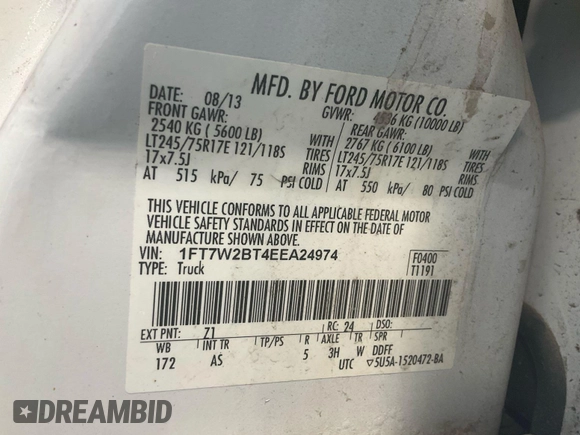 MFD. BY FORD MOTOR CO.
DATE: 08/13 GVWR: 4536 KG (10000 LB)
FRONT GAWR: REAR GAWR:
2540 KG (5600 LB) WITH 2767 KG (6100 LB) WITH
LT245/75R17E 121/118S TIRES LT245/75R17E 121/118S TIRES
17x7.5J RIMS 17x7.5J RIMS
AT 515 kPa/ 75 PSI COLD AT 550 kPa/ 80 PSI COLD
THIS VEHICLE CONFORMS TO ALL APPLICABLE FEDERAL MOTOR
VEHICLE SAFETY STANDARDS IN EFFECT ON THE DATE OF
MANUFACTURE SHOWN ABOVE.
VIN: 1FT7W2BT4EEA24974 F0400
TYPE: Truck T1191
EXT PNT: Z1 RC: 24 DSO:
WB INT TR TP/PS R AXLE TR SPR
172 AS 5 3H W DDFF
UTC ▽5U5A-1520472-BA
DREAMBID.COM